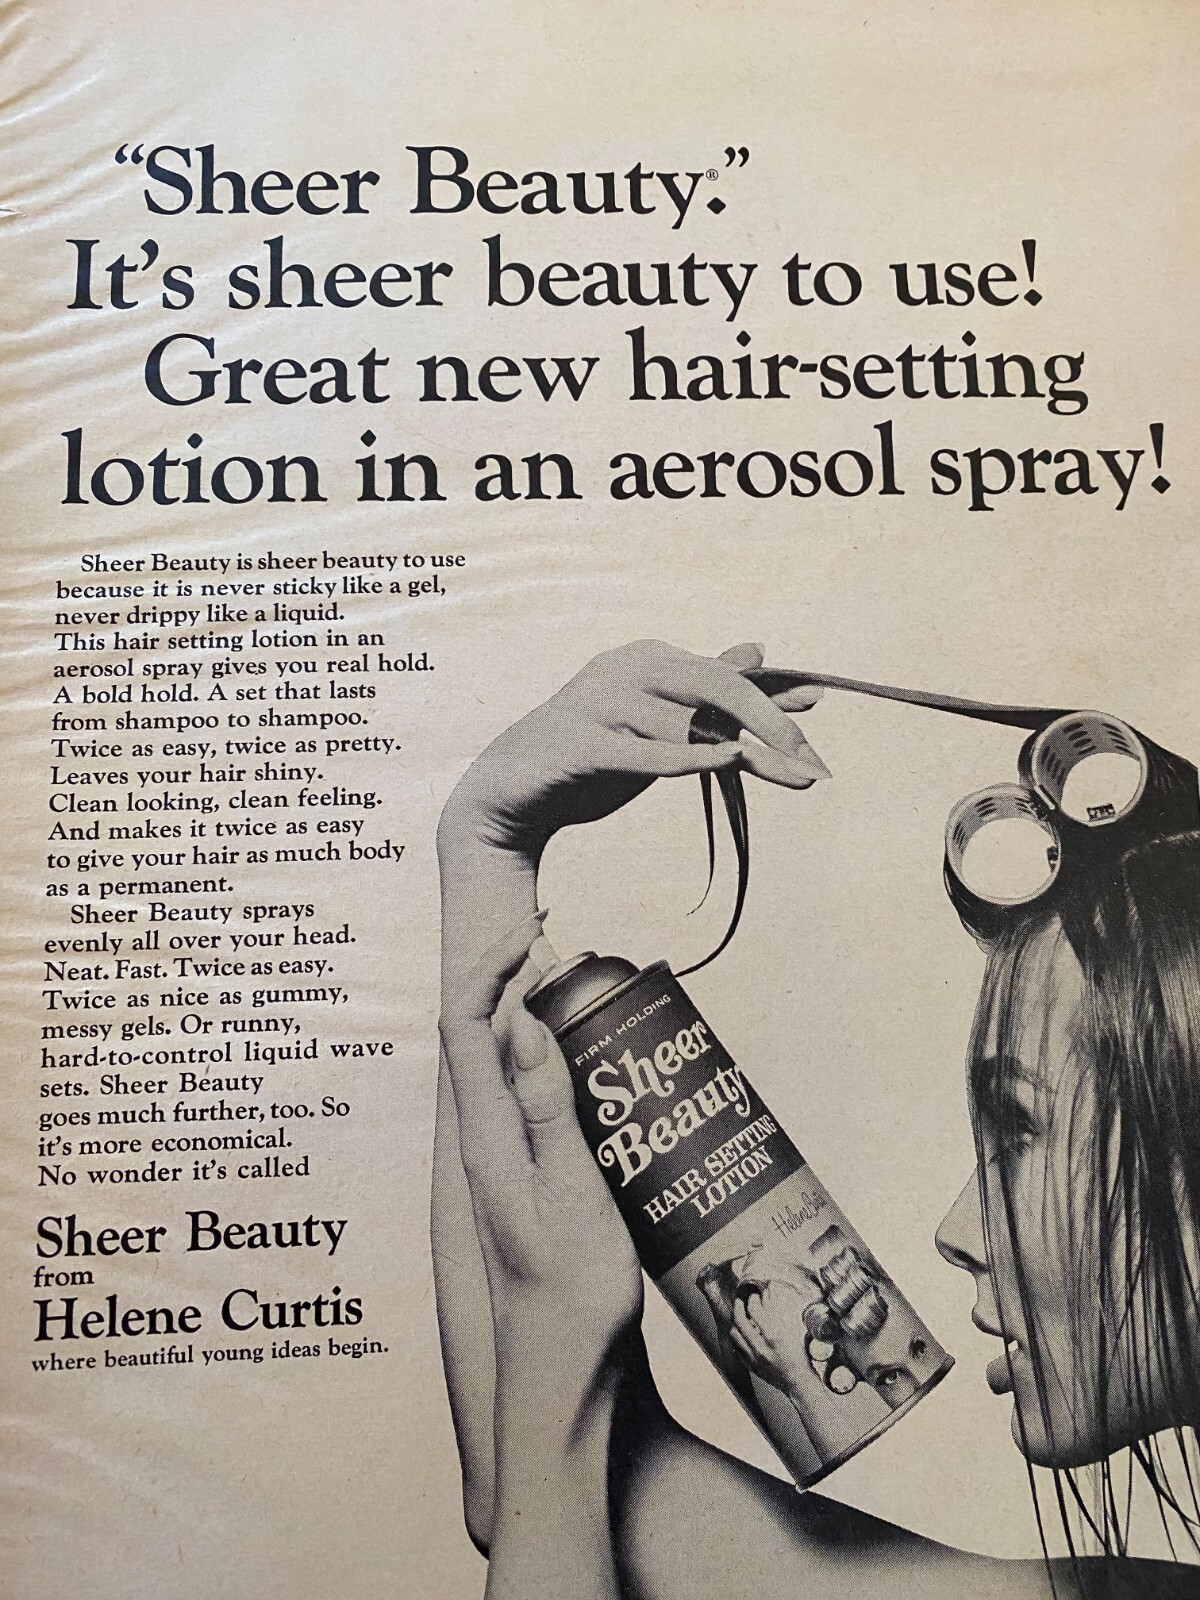 “Sheer Beauty®.”
It’s sheer beauty to use!
Great new hair-setting
lotion in an aerosol spray!
Sheer Beauty is sheer beauty to use
because it is never sticky like a gel,
never drippy like a liquid.
This hair setting lotion in an
aerosol spray gives you real hold.
A bold hold. A set that lasts
from shampoo to shampoo.
Twice as easy, twice as pretty.
Leaves your hair shiny.
Clean looking, clean feeling.
And makes it twice as easy
to give your hair as much body
as a permanent.
Sheer Beauty sprays
evenly all over your head.
Neat. Fast. Twice as easy.
Twice as nice as gummy,
messy gels. Or runny,
hard-to-control liquid wave
sets. Sheer Beauty
goes much further, too. So
it’s more economical.
No wonder it’s called
Sheer Beauty
from
Helene Curtis
where beautiful young ideas begin.
FIRM HOLDING
Sheer
Beauty
HAIR SETTING
LOTION
Helene Curtis